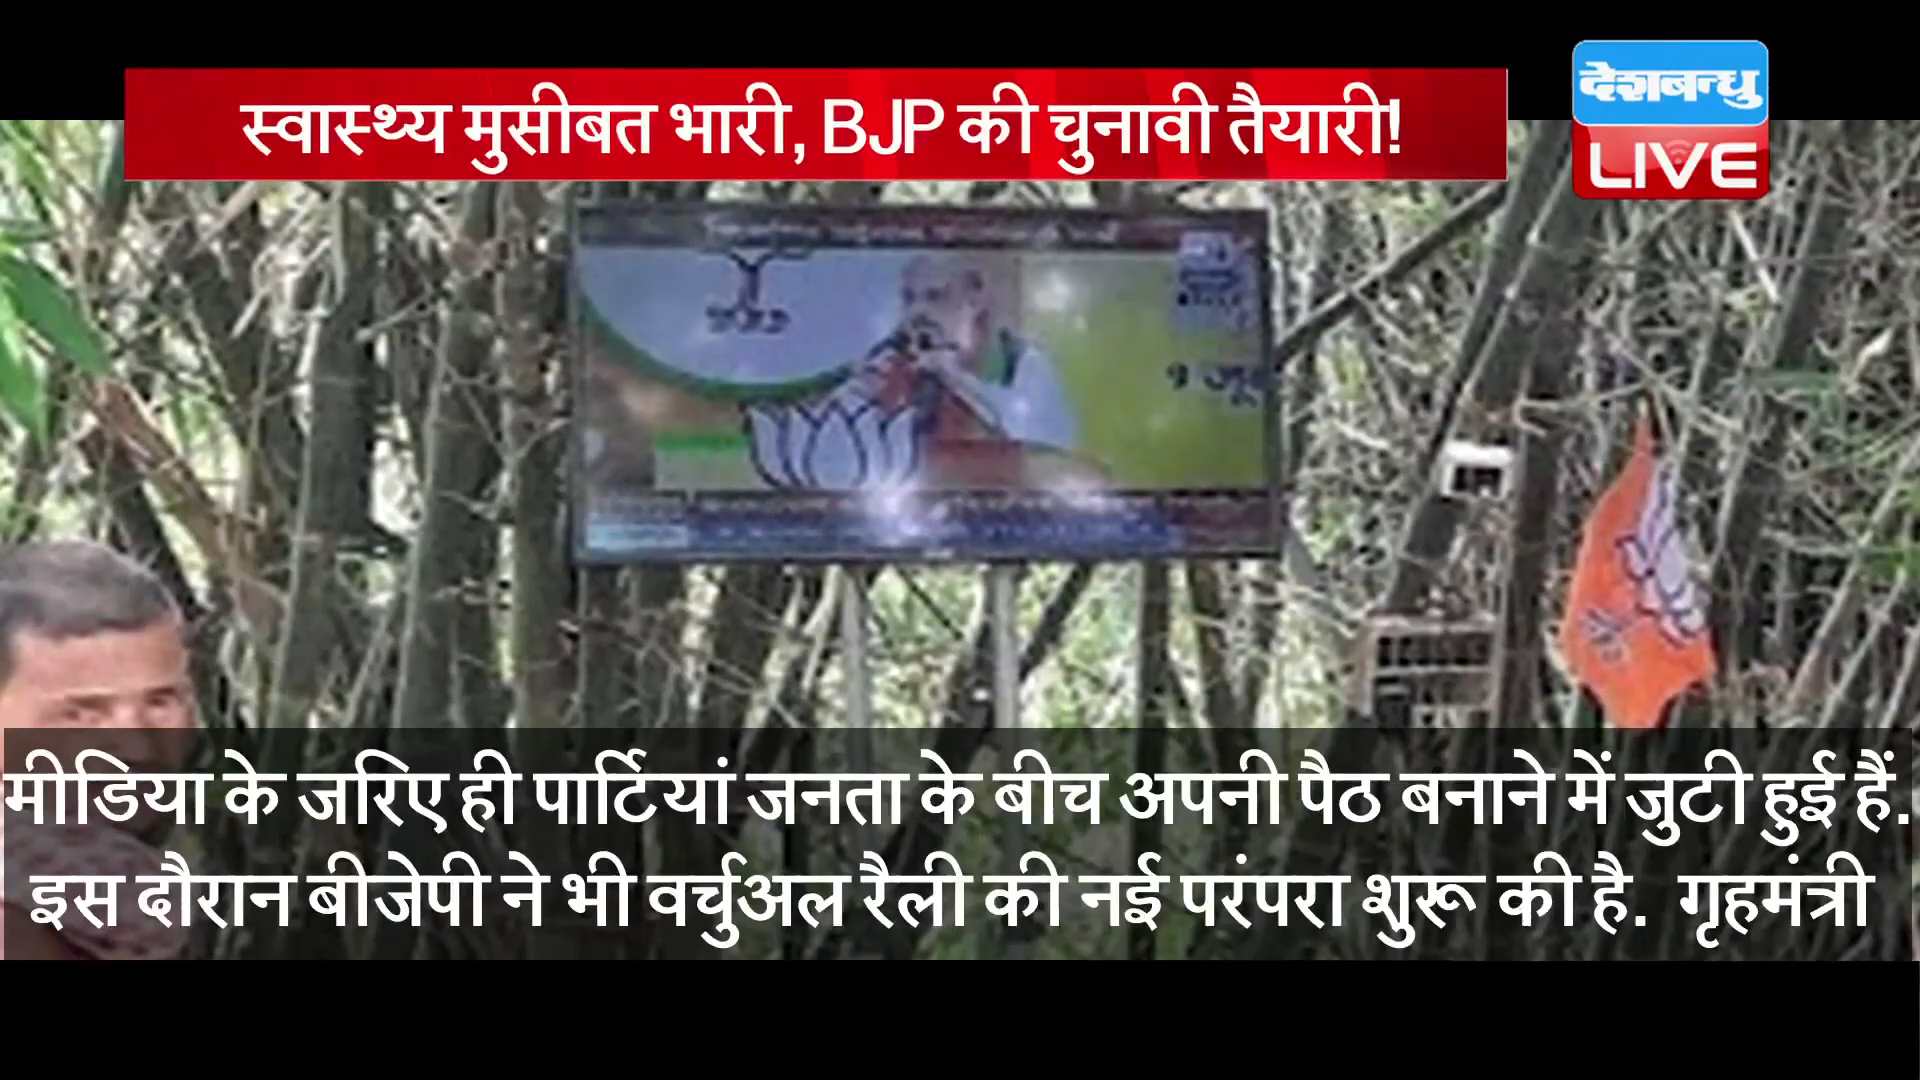 स्वास्थ्य मुसीबत भारी, BJP की चुनावी तैयारी!
देशबन्धु
LIVE
मीडिया के जरिए ही पार्टियां जनता के बीच अपनी पैठ बनाने में जुटी हुई हैं.
इस दौरान बीजेपी ने भी वर्चुअल रैली की नई परंपरा शुरू की है. गृहमंत्री